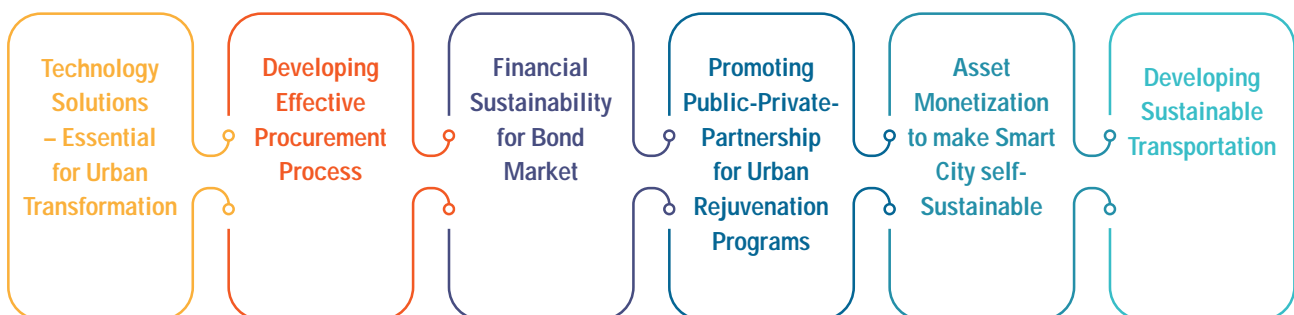 Technology
Solutions
– Essential
for Urban
Transformation
Developing
Effective
Procurement
Process
Financial
Sustainability
for Bond
Market
Promoting
Public-Private-
Partnership
for Urban
Rejuvenation
Programs
Asset
Monetization
to make Smart
City self-
Sustainable
Developing
Sustainable
Transportation